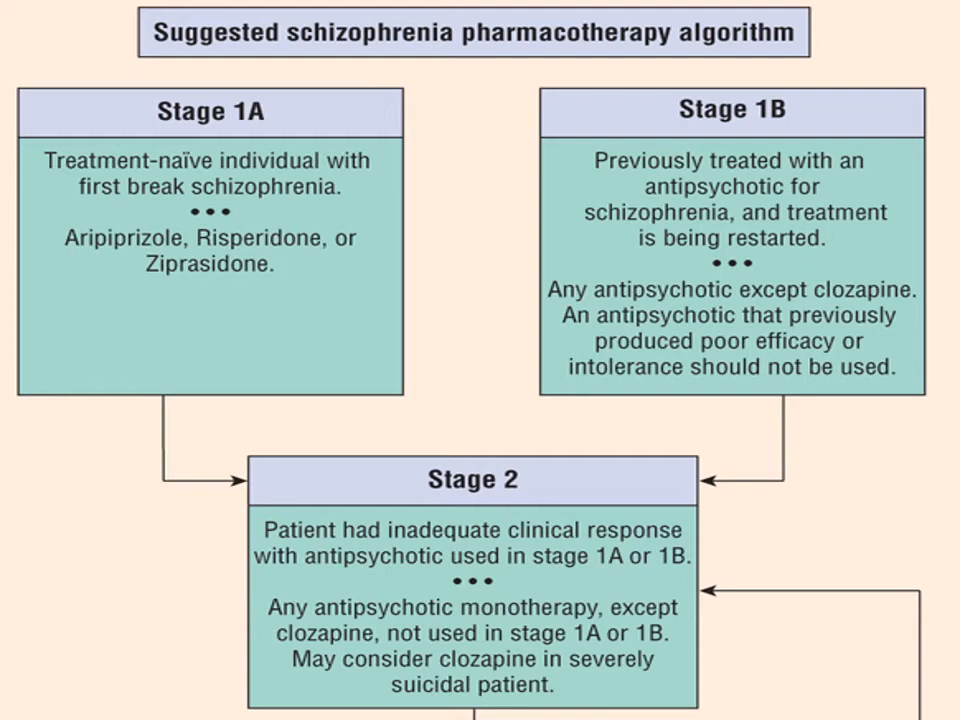 Suggested schizophrenia pharmacotherapy algorithm
Stage 1A
Treatment-naïve individual with
first break schizophrenia.
•••
Aripiprizole, Risperidone, or
Ziprasidone.
Stage 1B
Previously treated with an
antipsychotic for
schizophrenia, and treatment
is being restarted.
•••
Any antipsychotic except clozapine.
An antipsychotic that previously
produced poor efficacy or
intolerance should not be used.
Stage 2
Patient had inadequate clinical response
with antipsychotic used in stage 1A or 1B.
•••
Any antipsychotic monotherapy, except
clozapine, not used in stage 1A or 1B.
May consider clozapine in severely
suicidal patient.